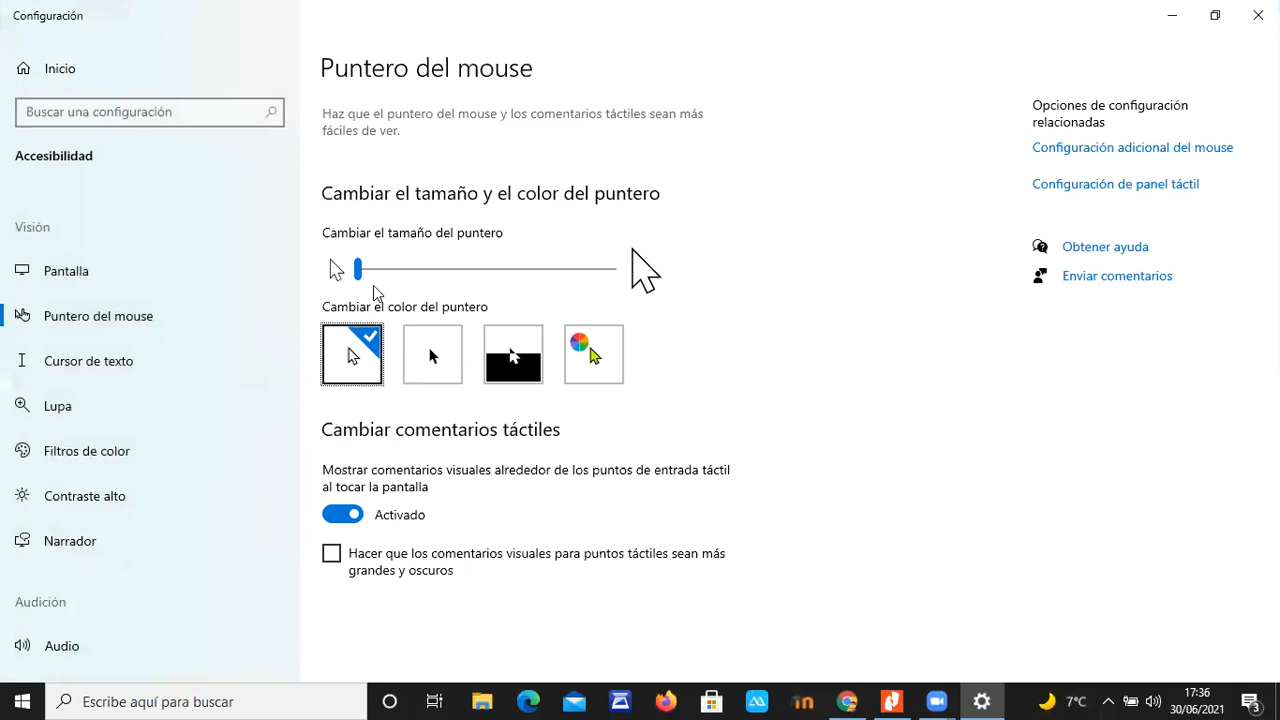 Configuración
Inicio
Buscar una configuración
Accesibilidad
Visión
Pantalla
Puntero del mouse
Cursor de texto
Lupa
Filtros de color
Contraste alto
Narrador
Audición
Audio
Puntero del mouse
Haz que el puntero del mouse y los comentarios táctiles sean más
fáciles de ver.
Cambiar el tamaño y el color del puntero
Cambiar el tamaño del puntero
Cambiar el color del puntero
Cambiar comentarios táctiles
Mostrar comentarios visuales alrededor de los puntos de entrada táctil
al tocar la pantalla
Activado
Hacer que los comentarios visuales para puntos táctiles sean más
grandes y oscuros
Opciones de configuración
relacionadas
Configuración adicional del mouse
Configuración de panel táctil
Obtener ayuda
Enviar comentarios
Escribe aquí para buscar
7°C
17:36
30/06/2021
3